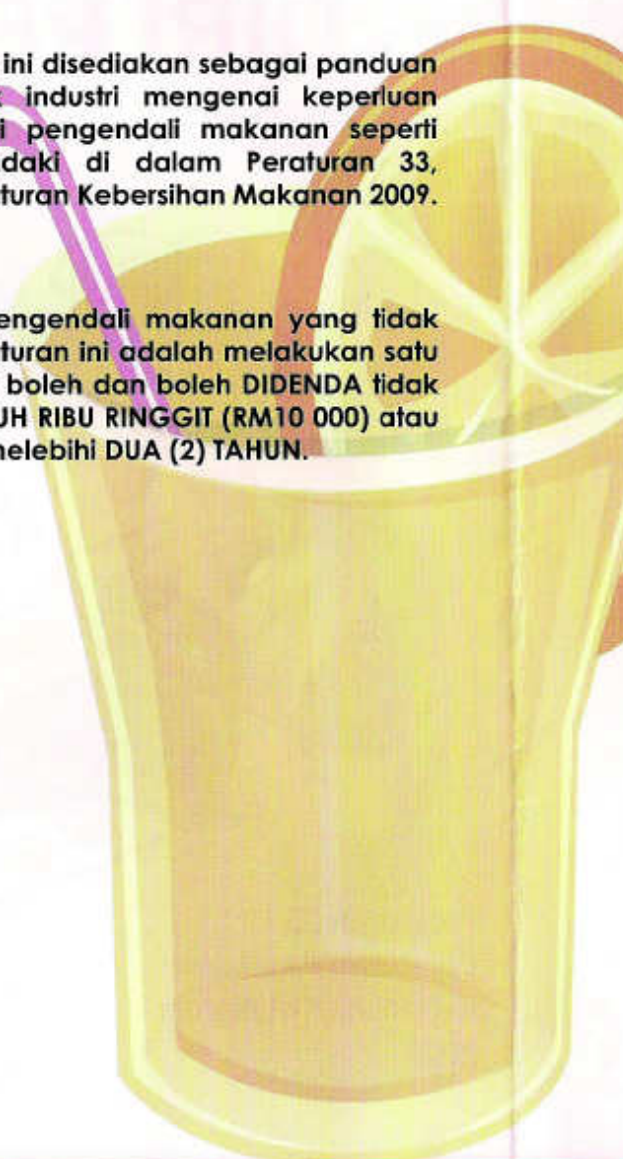 ini disediakan sebagai panduan
industri mengenai keperluan
i pengendali makanan seperti
daki di dalam Peraturan 33,
turan Kebersihan Makanan 2009.
engendali makanan yang tidak
turan ini adalah melakukan satu
boleh dan boleh DIDENDA tidak
UH RIBU RINGGIT (RM10 000) atau
nelebihi DUA (2) TAHUN.